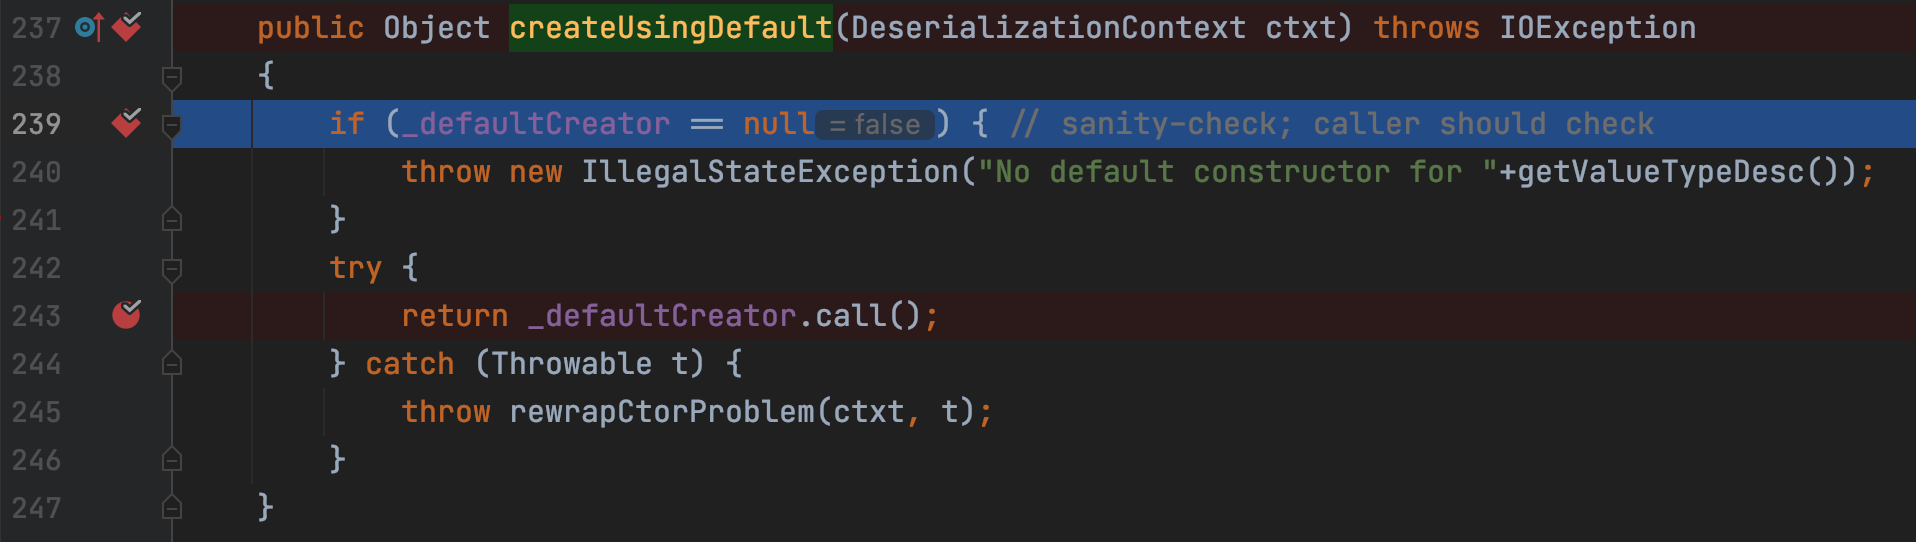 237 public Object createUsingDefault(DeserializationContext ctxt) throws IOException
238 {
239 if (_defaultCreator == null = false ) { // sanity-check; caller should check
240 throw new IllegalStateException("No default constructor for "+getValueTypeDesc());
241 }
242 try {
243 return _defaultCreator.call();
244 } catch (Throwable t) {
245 throw rewrapCtorProblem(ctxt, t);
246 }
247 }